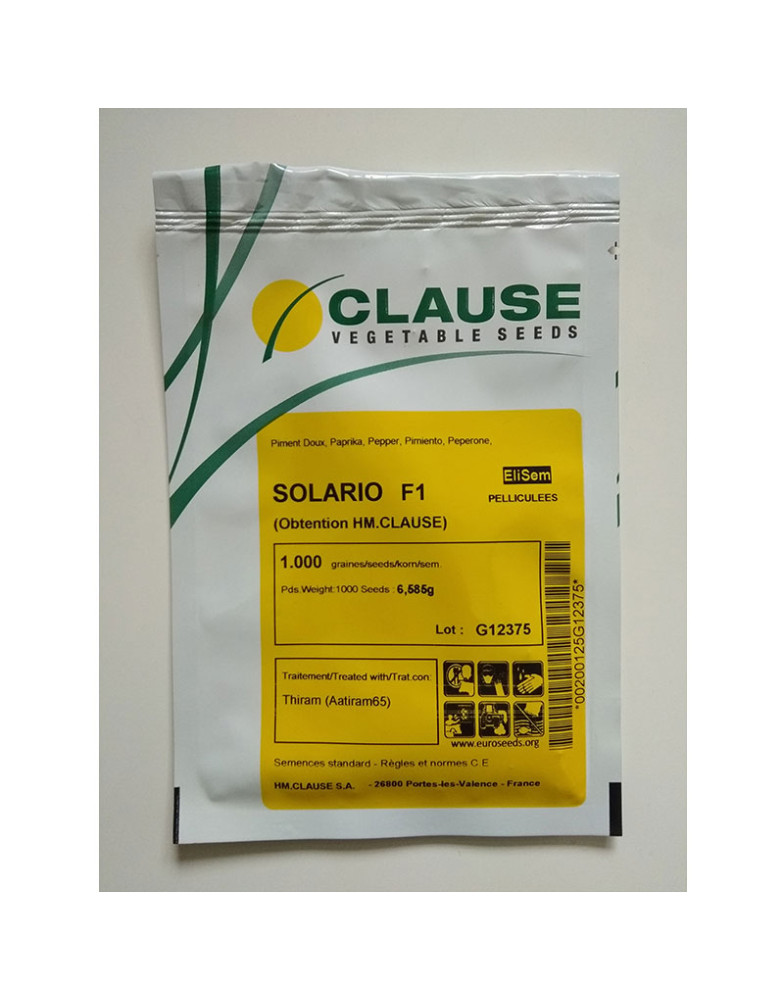 CLAUSE
VEGETABLE SEEDS
Piment Doux, Paprika, Pepper, Pimiento, Peperone,
EliSem
SOLARIO F1
PELLICULEES
(Obtention HM.CLAUSE)
1.000 graines/seeds/korn/sem.
Pds.Weight:1000 Seeds : 6,585g
Lot : G12375
*00200125G12375*
Traitement/Treated with/Trat.con:
Thiram (Aatiram65)
www.euroseeds.org
Semences standard - Règles et normes C E
HM.CLAUSE S.A. - 26800 Portes-les-Valence - France